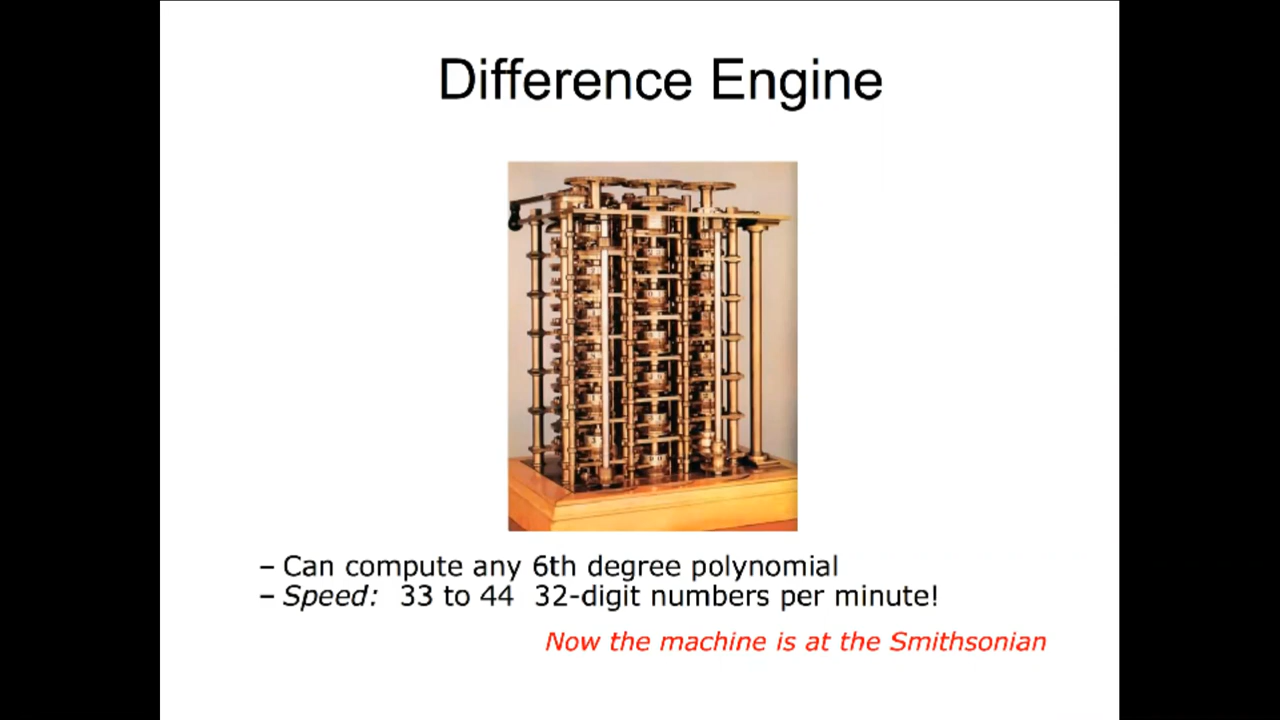 Difference Engine
– Can compute any 6th degree polynomial
– Speed: 33 to 44 32-digit numbers per minute!
Now the machine is at the Smithsonian